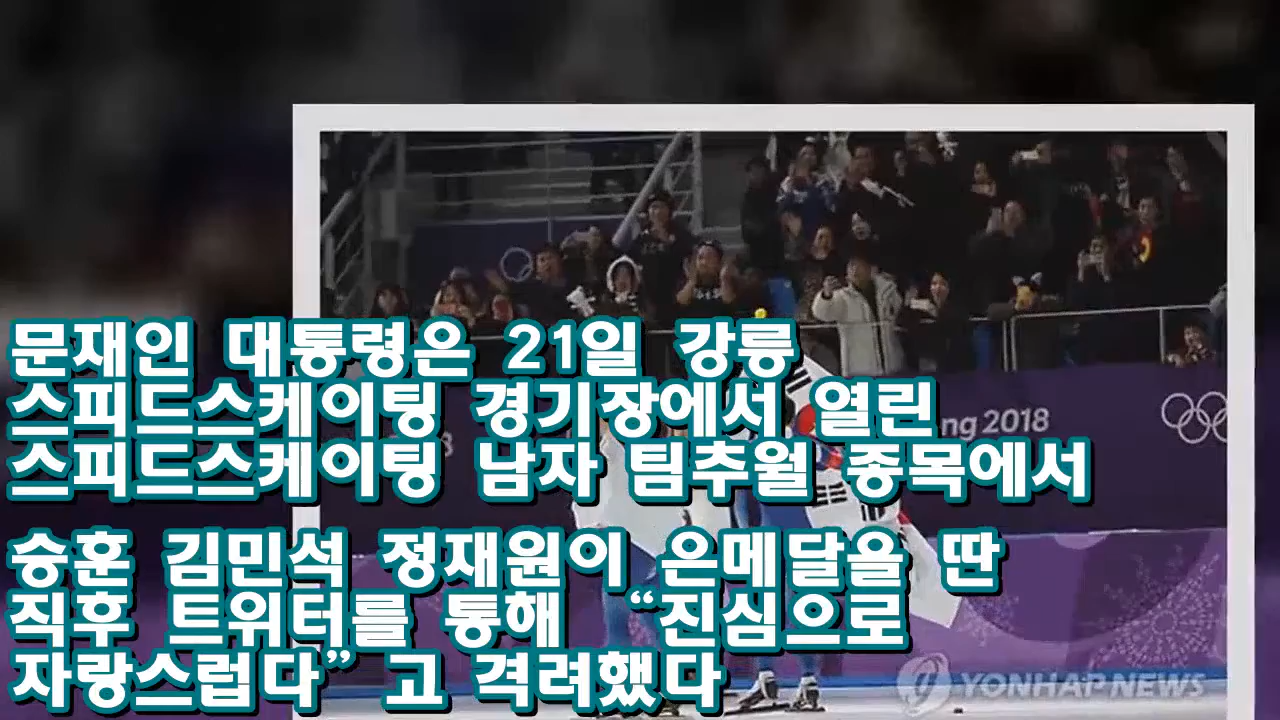 문재인 대통령은 21일 강릉
스피드스케이팅 경기장에서 열린
스피드스케이팅 남자 팀추월 종목에서
승훈 김민석 정재원이 은메달을 딴
직후 트위터를 통해 “진심으로
자랑스럽다”고 격려했다
ng 2018
YONHAP NEWS